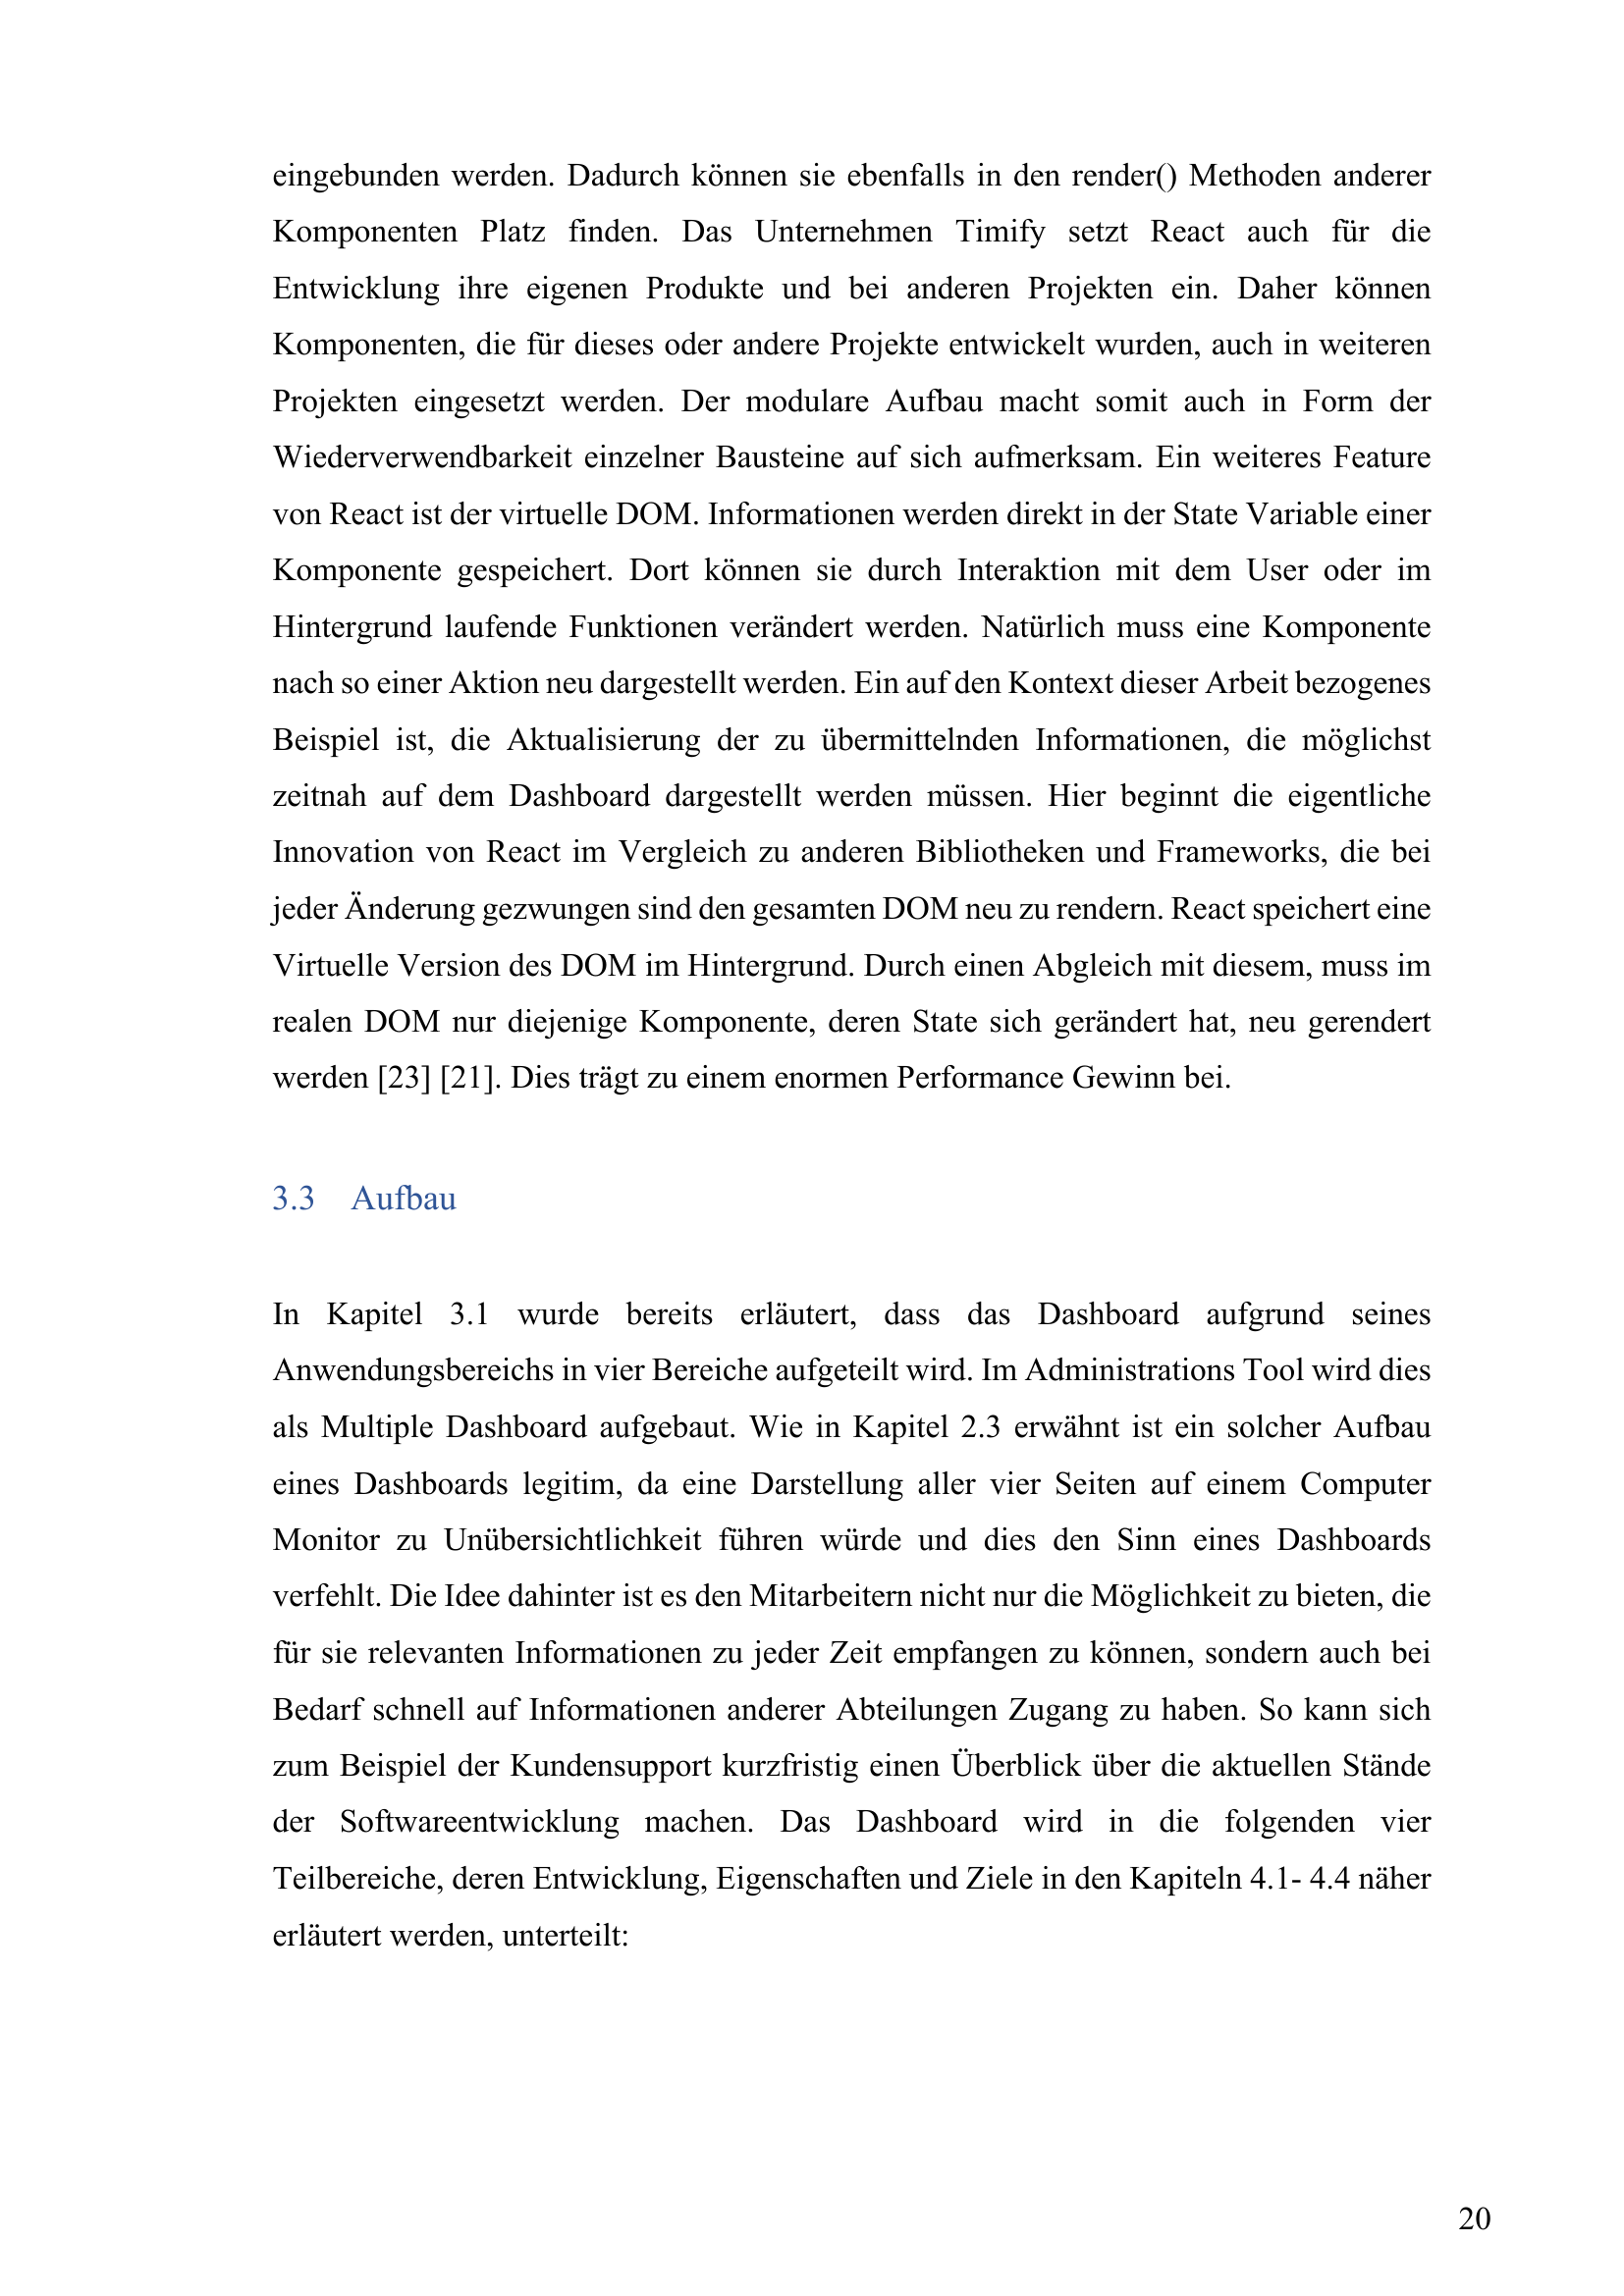 eingebunden werden. Dadurch können sie ebenfalls in den render() Methoden anderer
Komponenten Platz finden. Das Unternehmen Timify setzt React auch für die
Entwicklung ihre eigenen Produkte und bei anderen Projekten ein. Daher können
Komponenten, die für dieses oder andere Projekte entwickelt wurden, auch in weiteren
Projekten eingesetzt werden. Der modulare Aufbau macht somit auch in Form der
Wiederverwendbarkeit einzelner Bausteine auf sich aufmerksam. Ein weiteres Feature
von React ist der virtuelle DOM. Informationen werden direkt in der State Variable einer
Komponente gespeichert. Dort können sie durch Interaktion mit dem User oder im
Hintergrund laufende Funktionen verändert werden. Natürlich muss eine Komponente
nach so einer Aktion neu dargestellt werden. Ein auf den Kontext dieser Arbeit bezogenes
Beispiel ist, die Aktualisierung der zu übermittelnden Informationen, die möglichst
zeitnah auf dem Dashboard dargestellt werden müssen. Hier beginnt die eigentliche
Innovation von React im Vergleich zu anderen Bibliotheken und Frameworks, die bei
jeder Änderung gezwungen sind den gesamten DOM neu zu rendern. React speichert eine
Virtuelle Version des DOM im Hintergrund. Durch einen Abgleich mit diesem, muss im
realen DOM nur diejenige Komponente, deren State sich gerändert hat, neu gerendert
werden [23] [21]. Dies trägt zu einem enormen Performance Gewinn bei.
3.3 Aufbau
In Kapitel 3.1 wurde bereits erläutert, dass das Dashboard aufgrund seines
Anwendungsbereichs in vier Bereiche aufgeteilt wird. Im Administrations Tool wird dies
als Multiple Dashboard aufgebaut. Wie in Kapitel 2.3 erwähnt ist ein solcher Aufbau
eines Dashboards legitim, da eine Darstellung aller vier Seiten auf einem Computer
Monitor zu Unübersichtlichkeit führen würde und dies den Sinn eines Dashboards
verfehlt. Die Idee dahinter ist es den Mitarbeitern nicht nur die Möglichkeit zu bieten, die
für sie relevanten Informationen zu jeder Zeit empfangen zu können, sondern auch bei
Bedarf schnell auf Informationen anderer Abteilungen Zugang zu haben. So kann sich
zum Beispiel der Kundensupport kurzfristig einen Überblick über die aktuellen Stände
der Softwareentwicklung machen. Das Dashboard wird in die folgenden vier
Teilbereiche, deren Entwicklung, Eigenschaften und Ziele in den Kapiteln 4.1- 4.4 näher
erläutert werden, unterteilt:
20